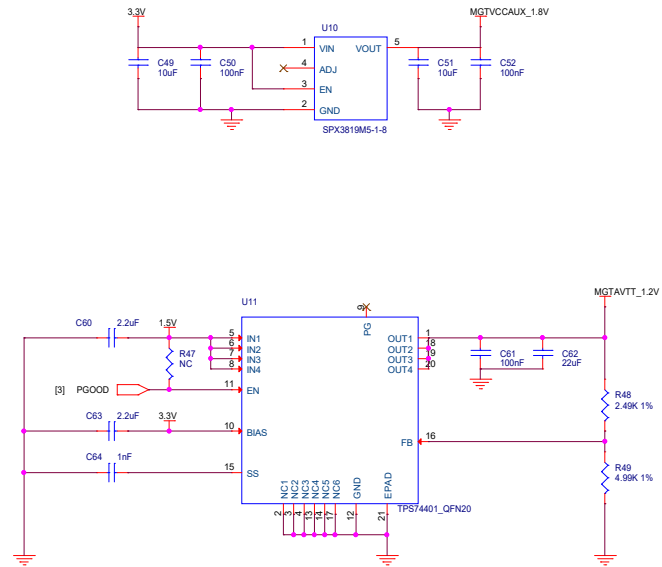 3.3V
MGTVCCAUX_1.8V
U10
1 VIN VOUT 5
4 ADJ
3 EN
2 GND
SPX3819M5-1-8
C49
10uF
C50
100nF
C51
10uF
C52
100nF
MGTAVTT_1.2V
U11
9
PG
C60 2.2uF
1.5V
R47
NC
5 IN1
6 IN2
7 IN3
8 IN4
OUT1 1
OUT2 18
OUT3 19
OUT4 20
C61
100nF
C62
22uF
[3] PGOOD
11 EN
R48
2.49K 1%
C63 2.2uF
3.3V
10 BIAS
FB 16
C64 1nF
15 SS
R49
4.99K 1%
NC1
NC2
NC3
NC4
NC5
NC6
GND
EPAD
2
3
4
13
14
17
12
21
TPS74401_QFN20